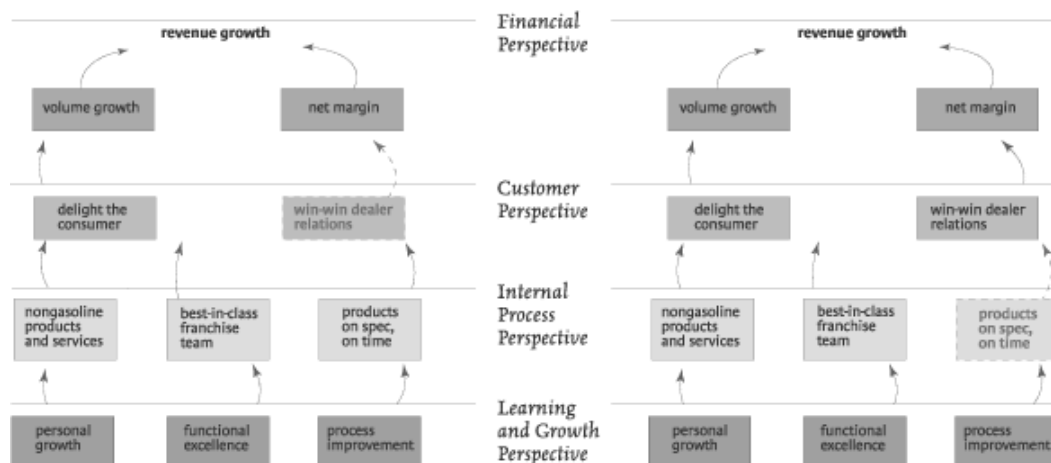 Financial
Perspective
revenue growth
revenue growth
volume growth
net margin
volume growth
net margin
Customer
Perspective
delight the
consumer
win-win dealer
relations
delight the
consumer
win-win dealer
relations
Internal
Process
Perspective
nongasoline
products
and services
best-in-class
franchise
team
products
on spec,
on time
nongasoline
products
and services
best-in-class
franchise
team
products
on spec,
on time
Learning
and Growth
Perspective
personal
growth
functional
excellence
process
improvement
personal
growth
functional
excellence
process
improvement